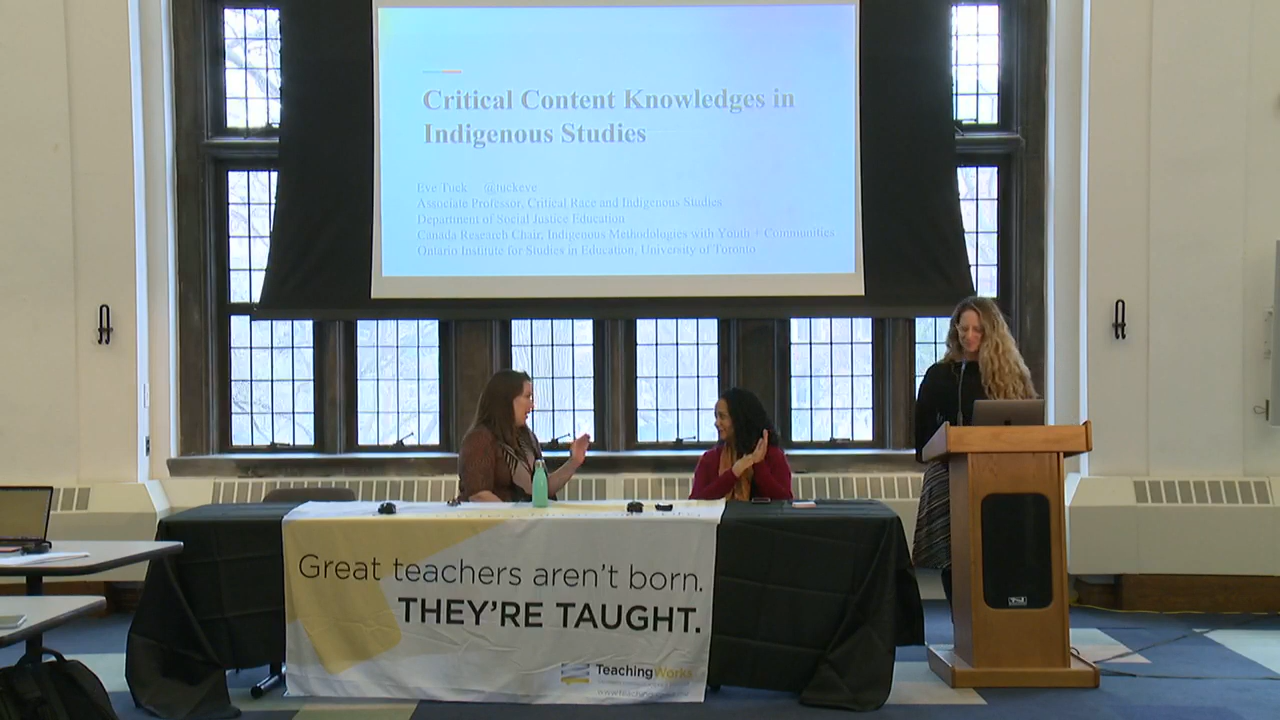 Critical Content Knowledges in
Indigenous Studies
Eve Tuck @tuckeve
Associate Professor, Critical Race and Indigenous Studies
Department of Social Justice Education
Canada Research Chair, Indigenous Methodologies with Youth + Communities
Ontario Institute for Studies in Education, University of Toronto
Great teachers aren't born.
THEY'RE TAUGHT.
TeachingWorks